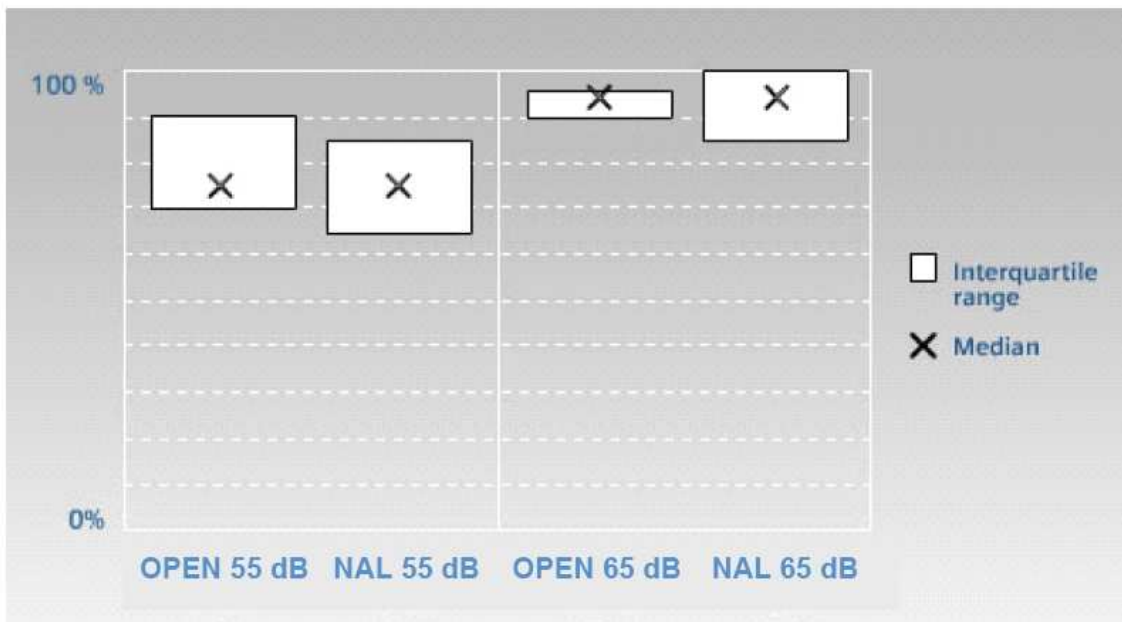 100 %
0%
OPEN 55 dB NAL 55 dB OPEN 65 dB NAL 65 dB
Interquartile
range
Median